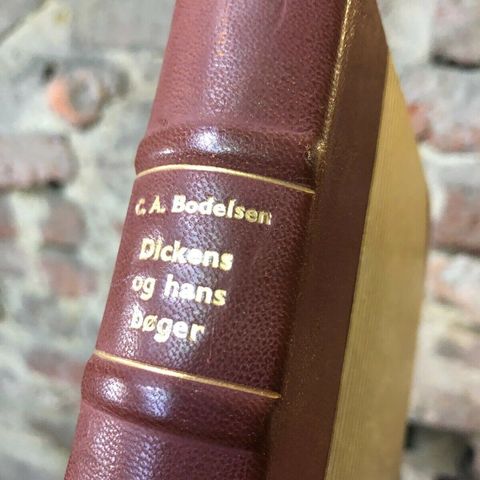 C. A. Bodelsen
Dickens
og hans
bøger